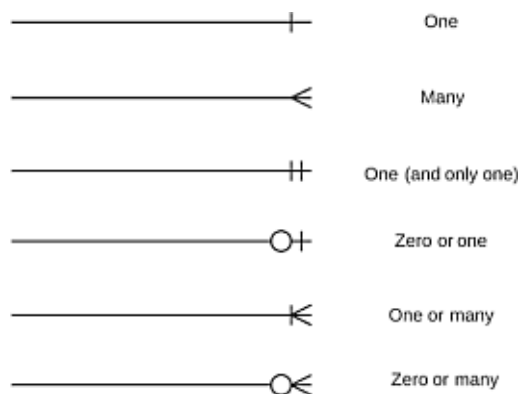 One
Many
One (and only one)
Zero or one
One or many
Zero or many